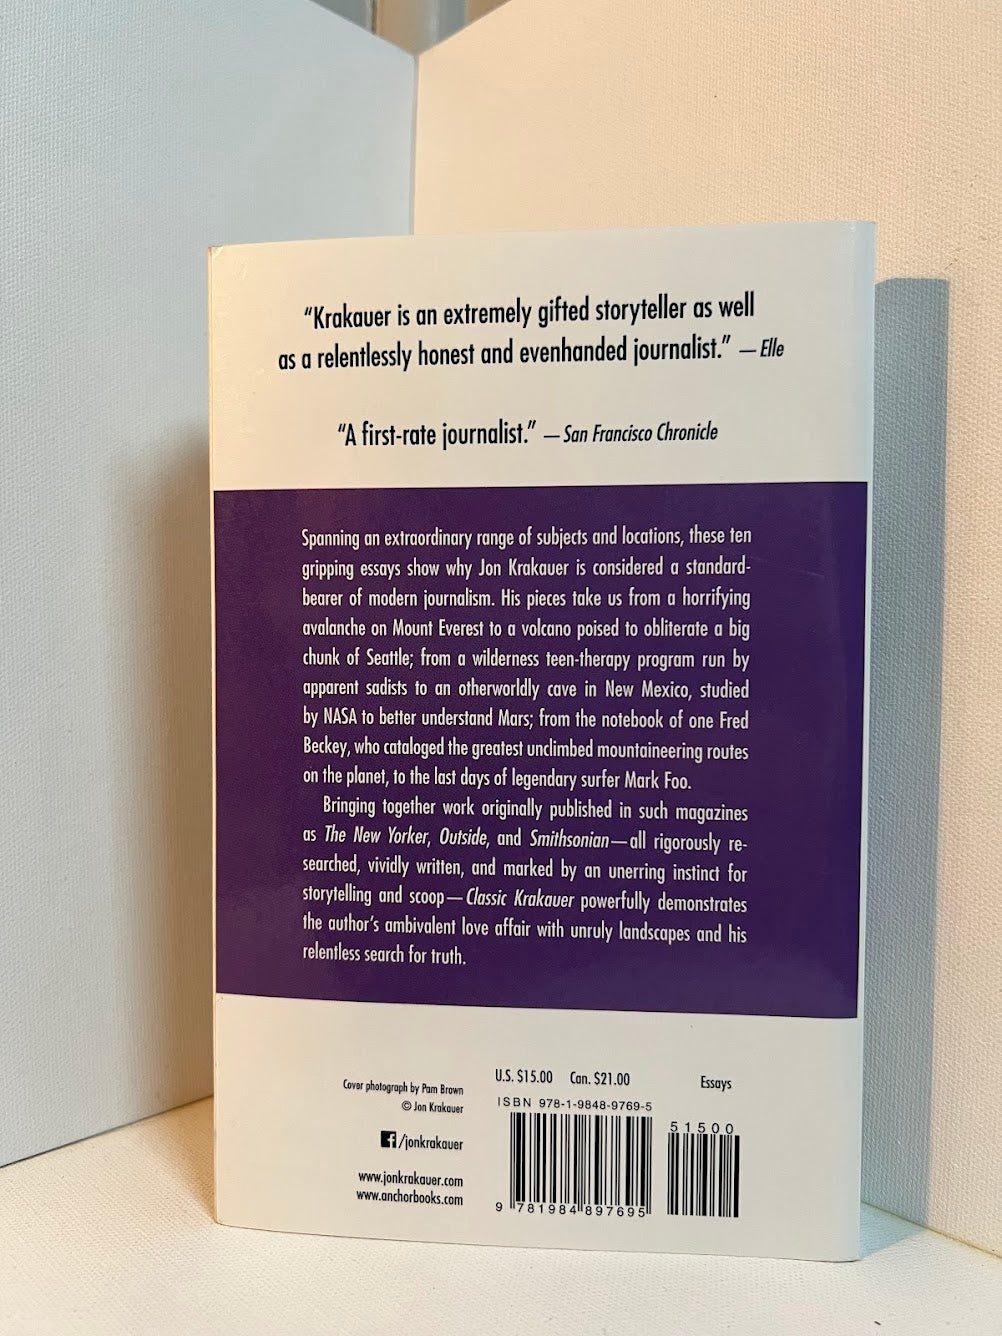 “Krakauer is an extremely gifted storyteller as well
as a relentlessly honest and evenhanded journalist.” —Elle
“A first-rate journalist.” —San Francisco Chronicle
Spanning an extraordinary range of subjects and locations, these ten
gripping essays show why Jon Krakauer is considered a standard-
bearer of modern journalism. His pieces take us from a horrifying
avalanche on Mount Everest to a volcano poised to obliterate a big
chunk of Seattle; from a wilderness teen-therapy program run by
apparent sadists to an otherworldly cave in New Mexico, studied
by NASA to better understand Mars; from the notebook of one Fred
Beckey, who cataloged the greatest unclimbed mountaineering routes
on the planet, to the last days of legendary surfer Mark Foo.
Bringing together work originally published in such magazines
as The New Yorker, Outside, and Smithsonian—all rigorously re-
searched, vividly written, and marked by an unerring instinct for
storytelling and scoop—Classic Krakauer powerfully demonstrates
the author’s ambivalent love affair with unruly landscapes and his
relentless search for truth.
Cover photograph by Pam Brown
© Jon Krakauer
f/jonkrakauer
www.jonkrakauer.com
www.anchorbooks.com
U.S. $15.00 Can. $21.00 Essays
ISBN 978-1-9848-9769-5
51500
9 781984 897695